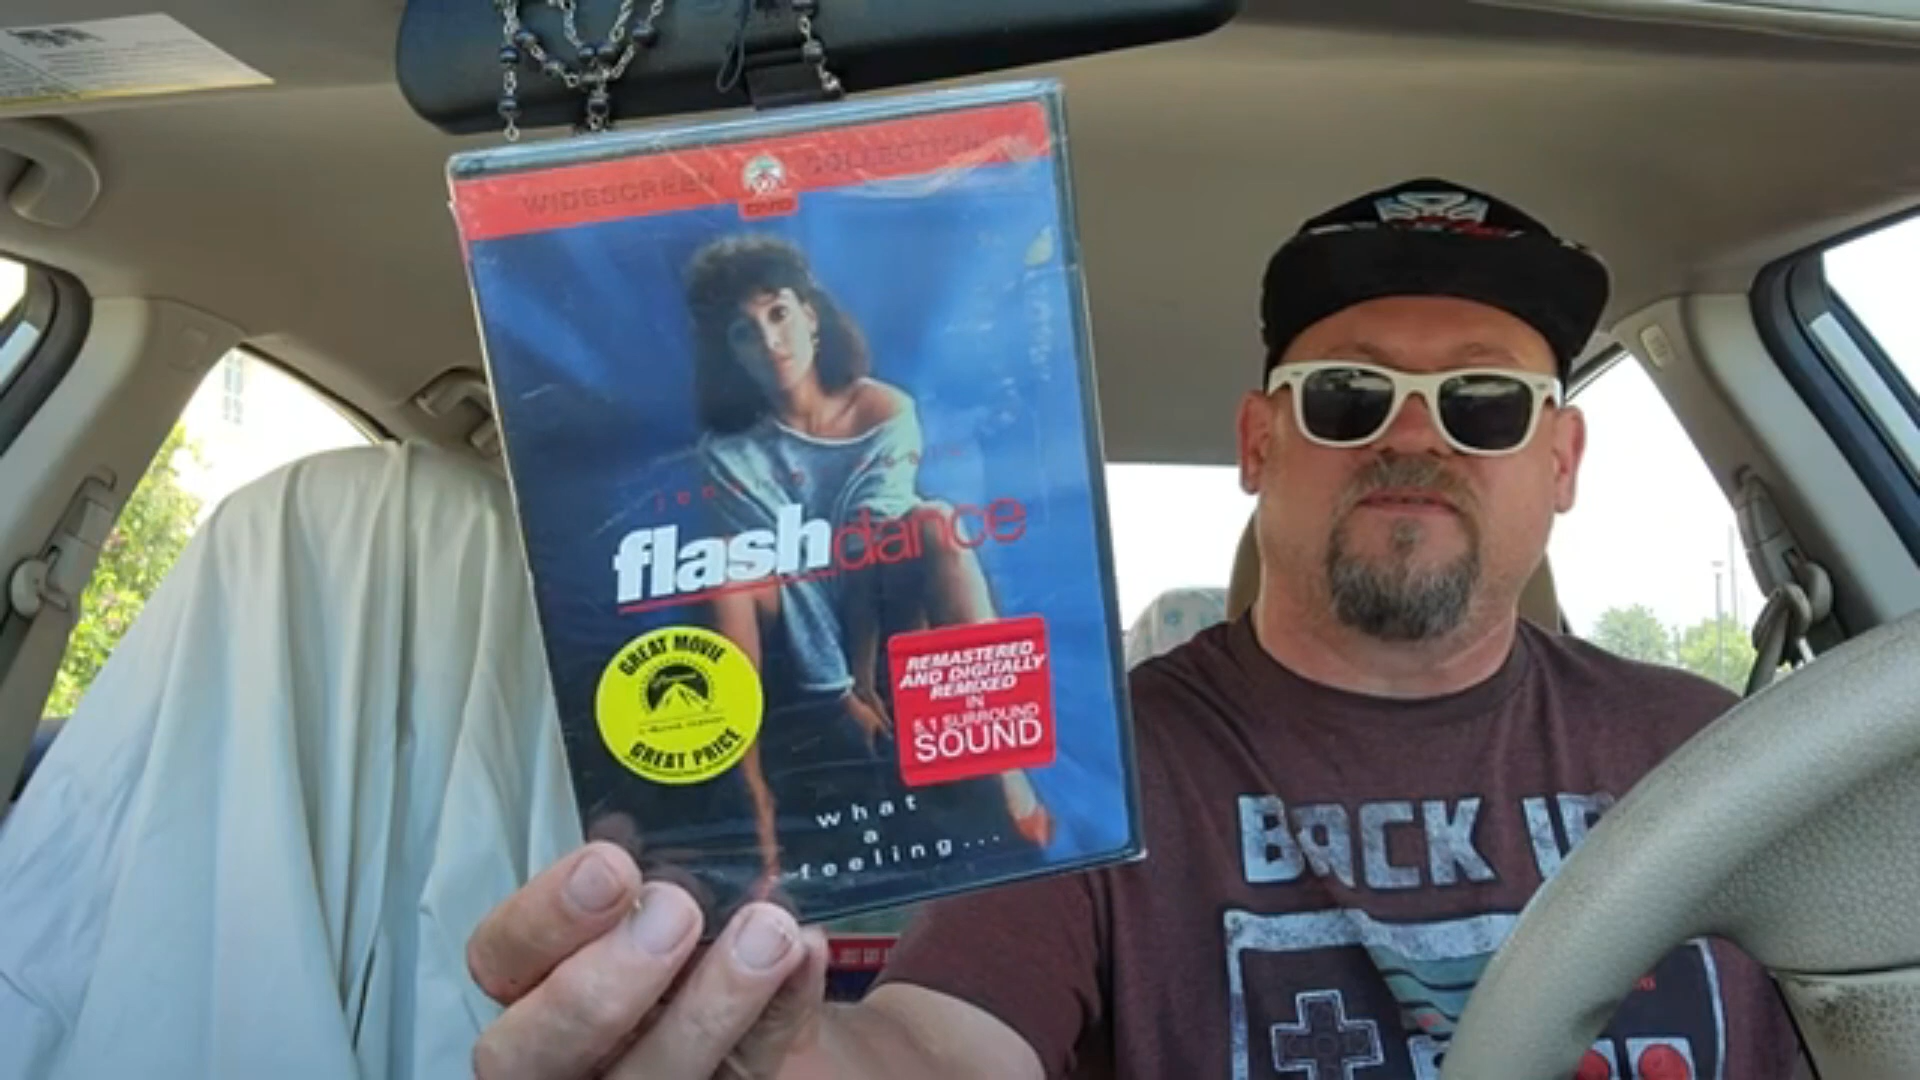 WIDESCREEN COLLECTION
DVD
flashdance
GREAT MOVIE
GREAT PRICE
REMASTERED
AND DIGITALLY
REMIXED
IN
5.1 SURROUND
SOUND
what
a
feeling...
BACK